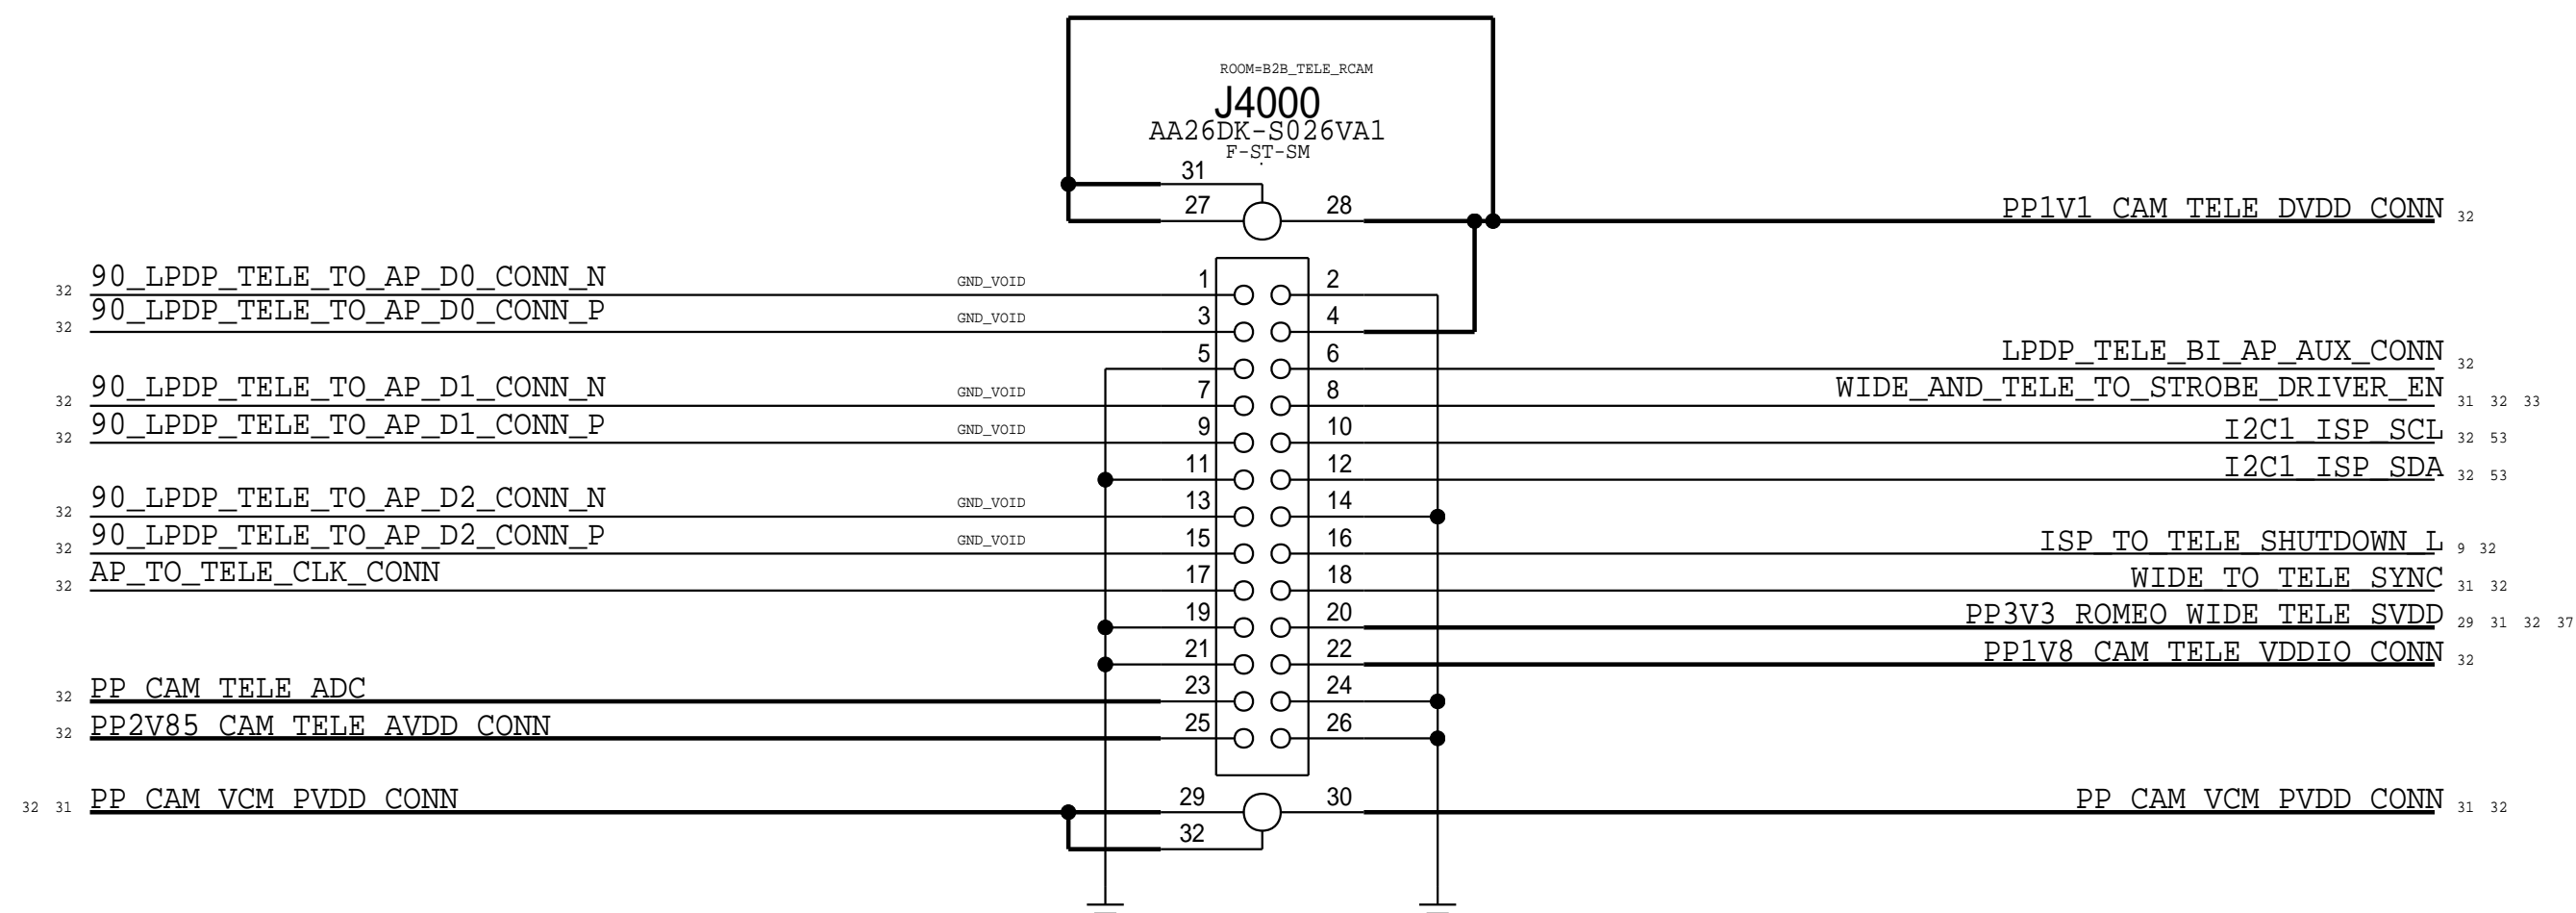 ROOM=B2B_TELE_RCAM
J4000
AA26DK-S026VA1
F-ST-SM
31
27 28 PP1V1_CAM_TELE_DVDD_CONN 32
32 90_LPDP_TELE_TO_AP_D0_CONN_N GND_VOID 1 2
32 90_LPDP_TELE_TO_AP_D0_CONN_P GND_VOID 3 4
5 6 LPDP_TELE_BI_AP_AUX_CONN 32
32 90_LPDP_TELE_TO_AP_D1_CONN_N GND_VOID 7 8 WIDE_AND_TELE_TO_STROBE_DRIVER_EN 31 32 33
32 90_LPDP_TELE_TO_AP_D1_CONN_P GND_VOID 9 10 I2C1_ISP_SCL 32 53
11 12 I2C1_ISP_SDA 32 53
32 90_LPDP_TELE_TO_AP_D2_CONN_N GND_VOID 13 14
32 90_LPDP_TELE_TO_AP_D2_CONN_P GND_VOID 15 16 ISP_TO_TELE_SHUTDOWN_L 9 32
32 AP_TO_TELE_CLK_CONN 17 18 WIDE_TO_TELE_SYNC 31 32
19 20 PP3V3_ROMEO_WIDE_TELE_SVDD 29 31 32 37
21 22 PP1V8_CAM_TELE_VDDIO_CONN 32
32 PP_CAM_TELE_ADC 23 24
32 PP2V85_CAM_TELE_AVDD_CONN 25 26
32 31 PP_CAM_VCM_PVDD_CONN 29 30 PP_CAM_VCM_PVDD_CONN 31 32
32